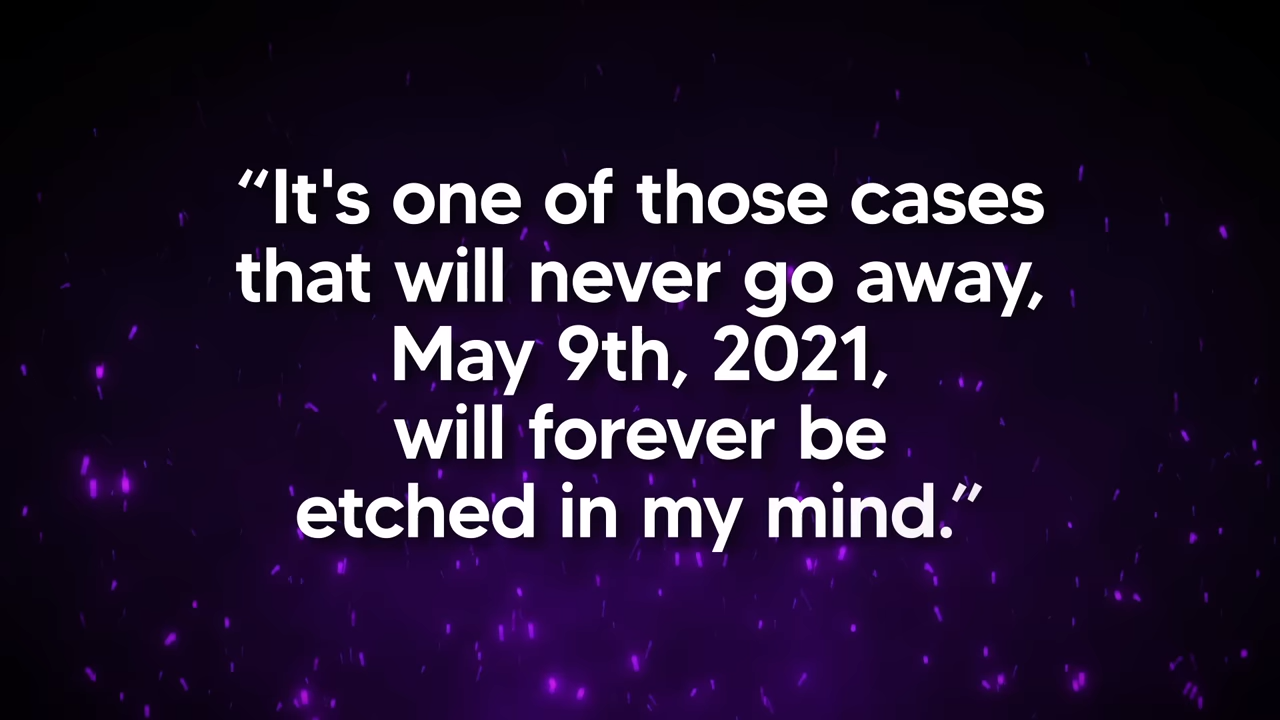 “It's one of those cases
that will never go away,
May 9th, 2021,
will forever be
etched in my mind.”